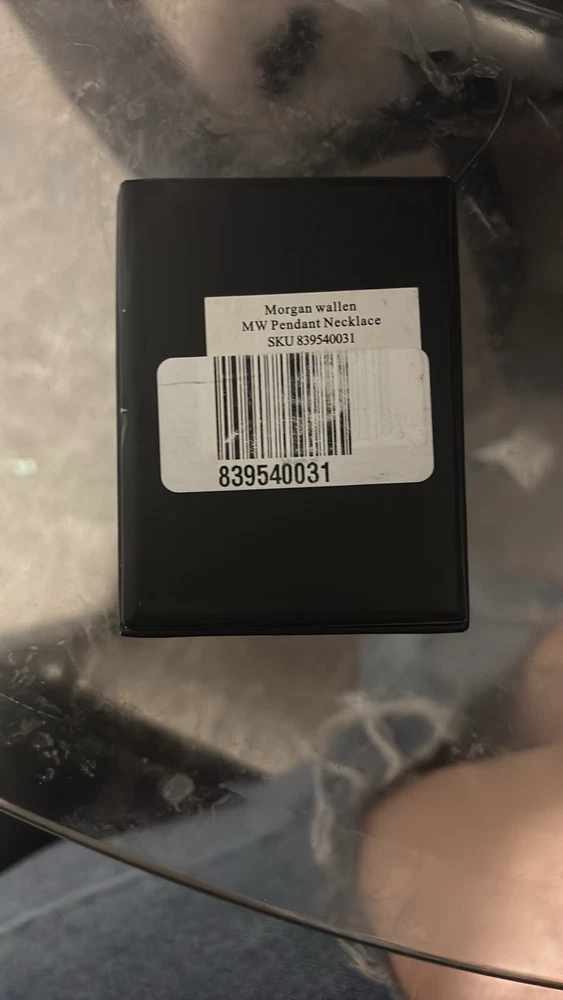 Morgan wallen
MW Pendant Necklace
SKU 839540031
839540031